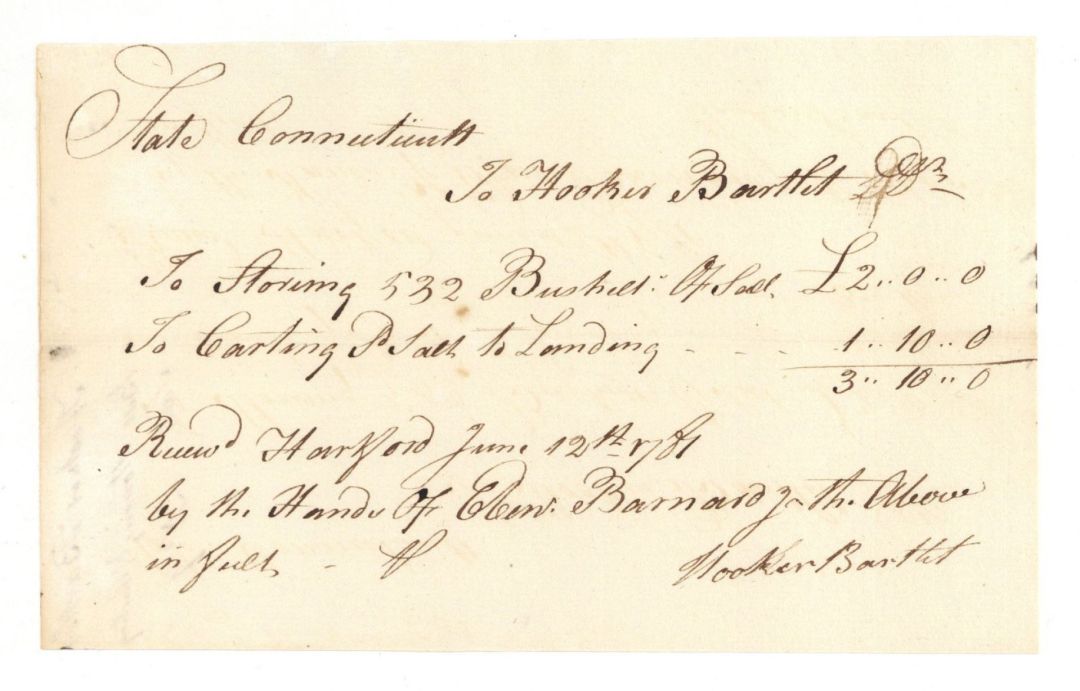 State Connecticutt
To Hooker Bartlet Dr
To Storing 532 Bushels Of Salt £2..0..0
To Carting Sd Salt to Landing - - - 1..10..0
3..10..0
Receivd Hartford June 12th 1781
by the Hands Of Eben. Barnard Jr the Above
in full
Hooker Bartlet